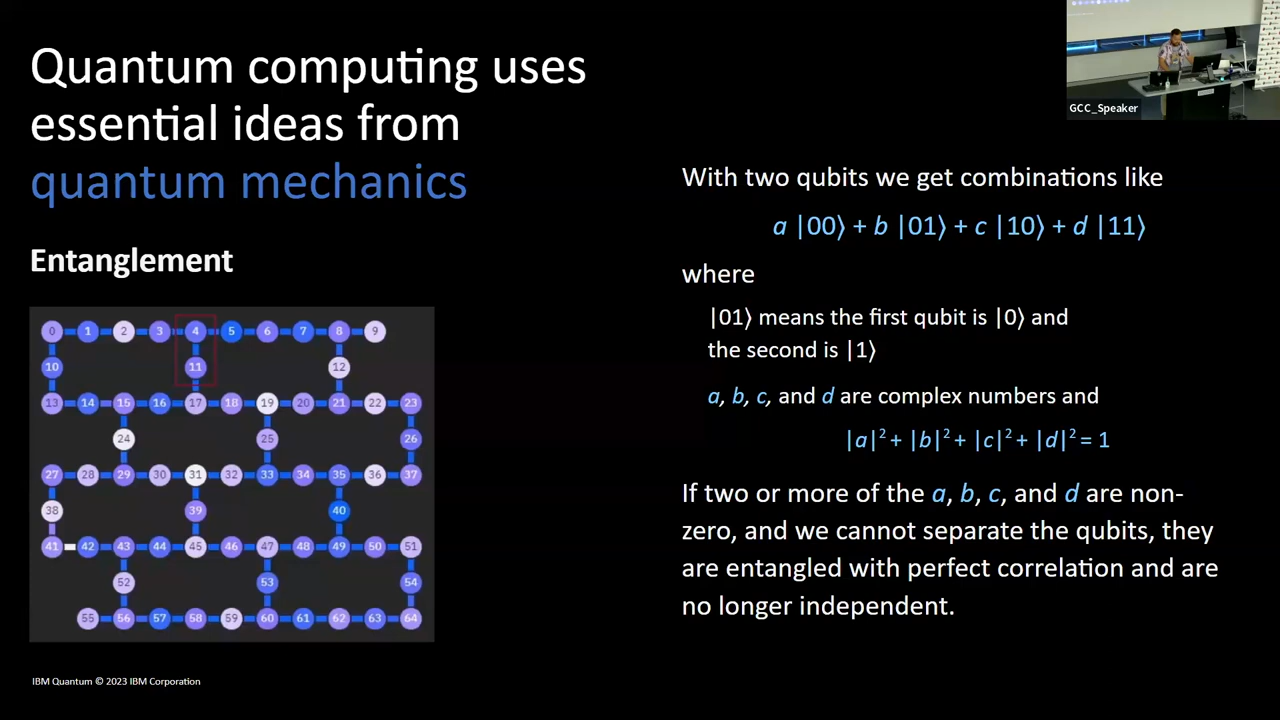 Quantum computing uses
essential ideas from
quantum mechanics
Entanglement
0 1 2 3 4 5 6 7 8 9
10 11 12
13 14 15 16 17 18 19 20 21 22 23
24 25 26
27 28 29 30 31 32 33 34 35 36 37
38 39 40
41 42 43 44 45 46 47 48 49 50 51
52 53 54
55 56 57 58 59 60 61 62 63 64
IBM Quantum © 2023 IBM Corporation
GCC_Speaker
With two qubits we get combinations like
a |00⟩ + b |01⟩ + c |10⟩ + d |11⟩
where
|01⟩ means the first qubit is |0⟩ and
the second is |1⟩
a, b, c, and d are complex numbers and
|a|² + |b|² + |c|² + |d|² = 1
If two or more of the a, b, c, and d are non-
zero, and we cannot separate the qubits, they
are entangled with perfect correlation and are
no longer independent.